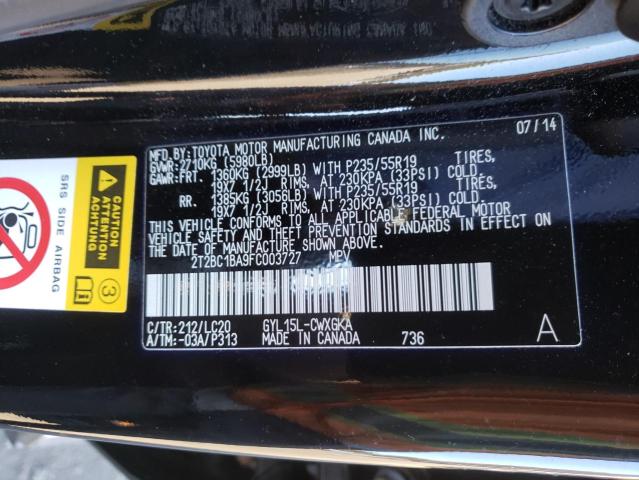 MFD.BY: TOYOTA MOTOR MANUFACTURING CANADA INC. 07/14
GVWR: 2710KG (5980LB)
GAWR: FRT. 1360KG (2999LB) WITH P235/55R19 TIRES,
19X7 1/2J RIMS, AT 230KPA (33PSI) COLD.
RR. 1385KG (3056LB) WITH P235/55R19 TIRES,
19X7 1/2J RIMS, AT 230KPA (33PSI) COLD.
THIS VEHICLE CONFORMS TO ALL APPLICABLE FEDERAL MOTOR
VEHICLE SAFETY AND THEFT PREVENTION STANDARDS IN EFFECT ON
THE DATE OF MANUFACTURE SHOWN ABOVE.
2T2BC1BA9FC003727 MPV
C/TR: 212/LC20 GYL15L-CWXGKA
A/TM: -03A/P313 MADE IN CANADA 736 A
CAUTION
ATTENTION
ACHTUNG
SRS SIDE AIRBAG